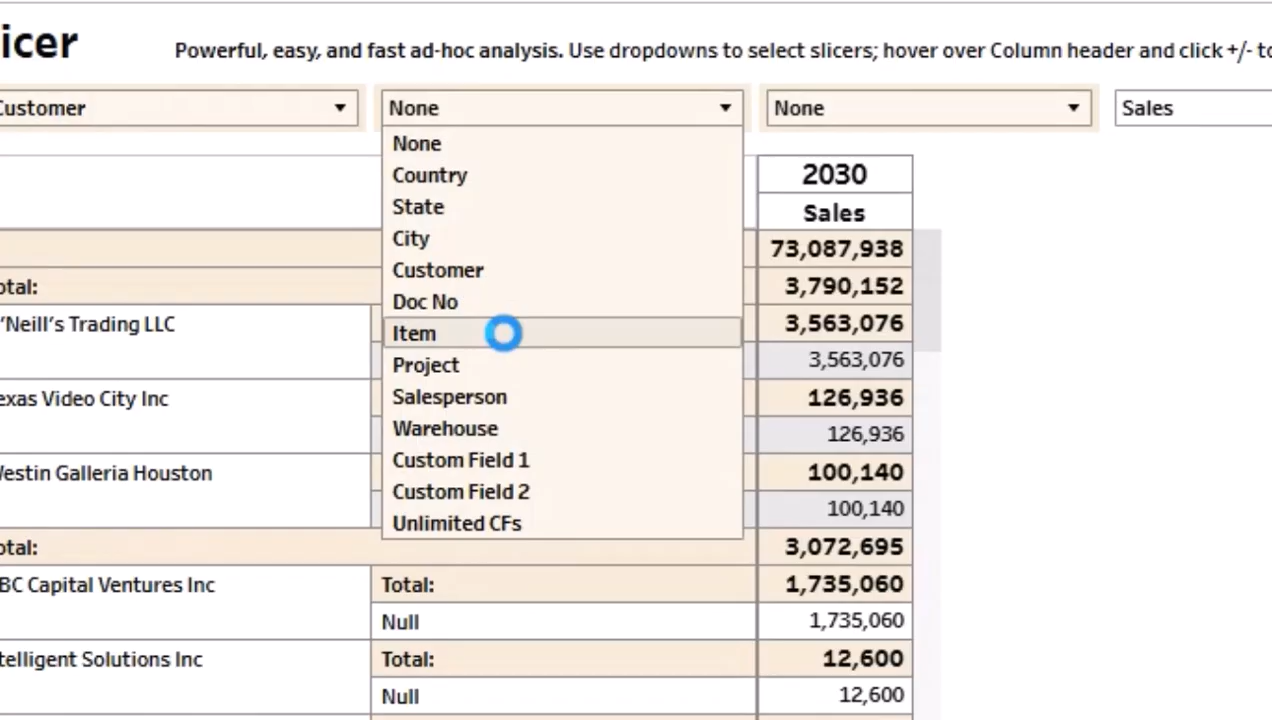 icer
Powerful, easy, and fast ad-hoc analysis. Use dropdowns to select slicers; hover over Column header and click +/- to
Customer
None
None
Sales
None
Country
State
City
Customer
Doc No
Item
Project
Salesperson
Warehouse
Custom Field 1
Custom Field 2
Unlimited CFs
2030
Sales
73,087,938
otal:
3,790,152
'Neill's Trading LLC
3,563,076
3,563,076
exas Video City Inc
126,936
126,936
Westin Galleria Houston
100,140
100,140
otal:
3,072,695
BC Capital Ventures Inc
Total:
1,735,060
Null
1,735,060
telligent Solutions Inc
Total:
12,600
Null
12,600